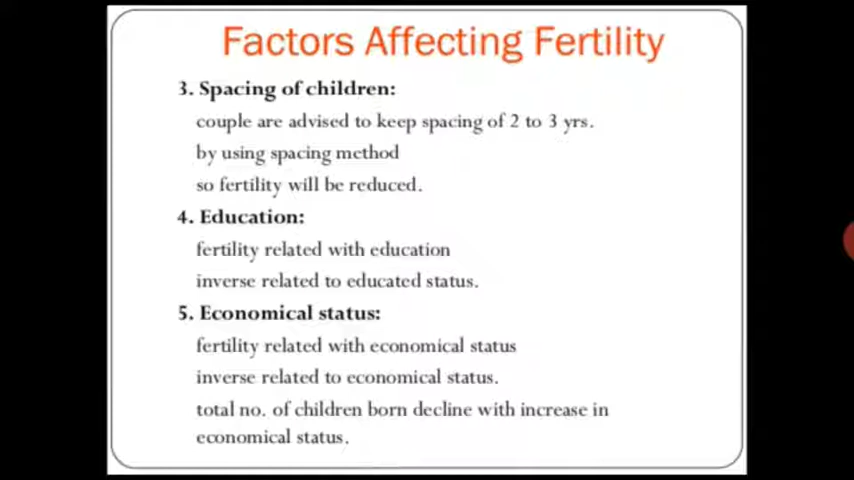 Factors Affecting Fertility
3. Spacing of children:
couple are advised to keep spacing of 2 to 3 yrs.
by using spacing method
so fertility will be reduced.
4. Education:
fertility related with education
inverse related to educated status.
5. Economical status:
fertility related with economical status
inverse related to economical status.
total no. of children born decline with increase in
economical status.